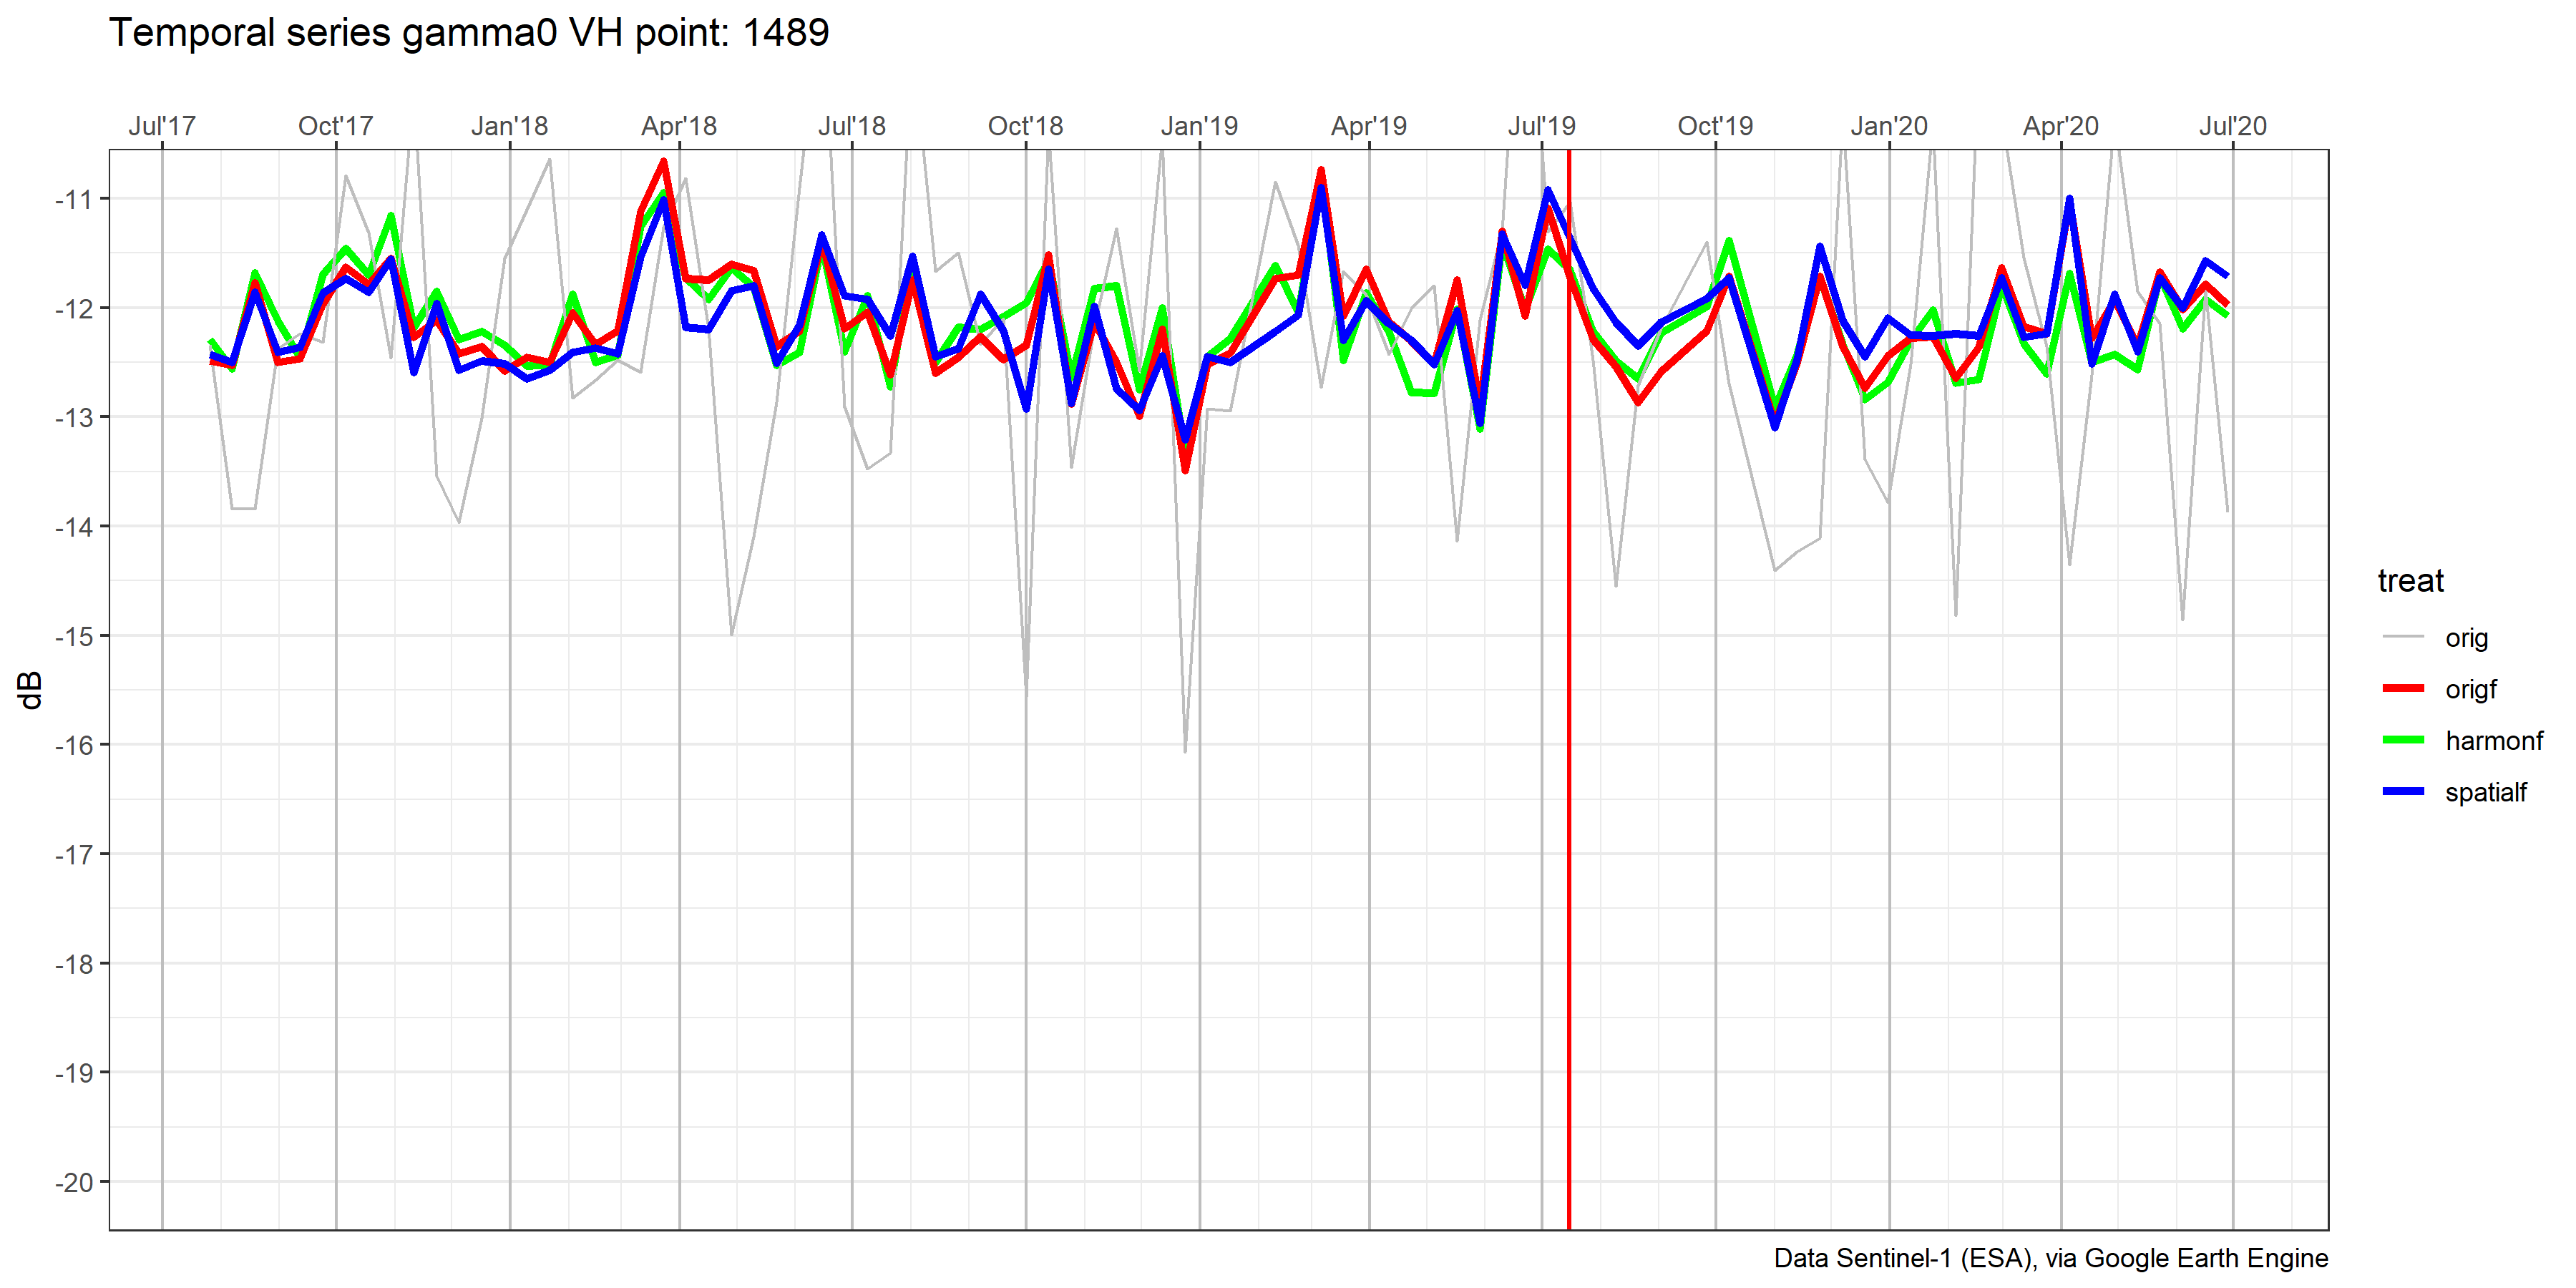 Temporal series gamma0 VH point: 1489
Jul'17 Oct'17 Jan'18 Apr'18 Jul'18 Oct'18 Jan'19 Apr'19 Jul'19 Oct'19 Jan'20 Apr'20 Jul'20
-11
-12
-13
-14
-15
-16
-17
-18
-19
-20
dB
treat
orig
origf
harmonf
spatialf
Data Sentinel-1 (ESA), via Google Earth Engine